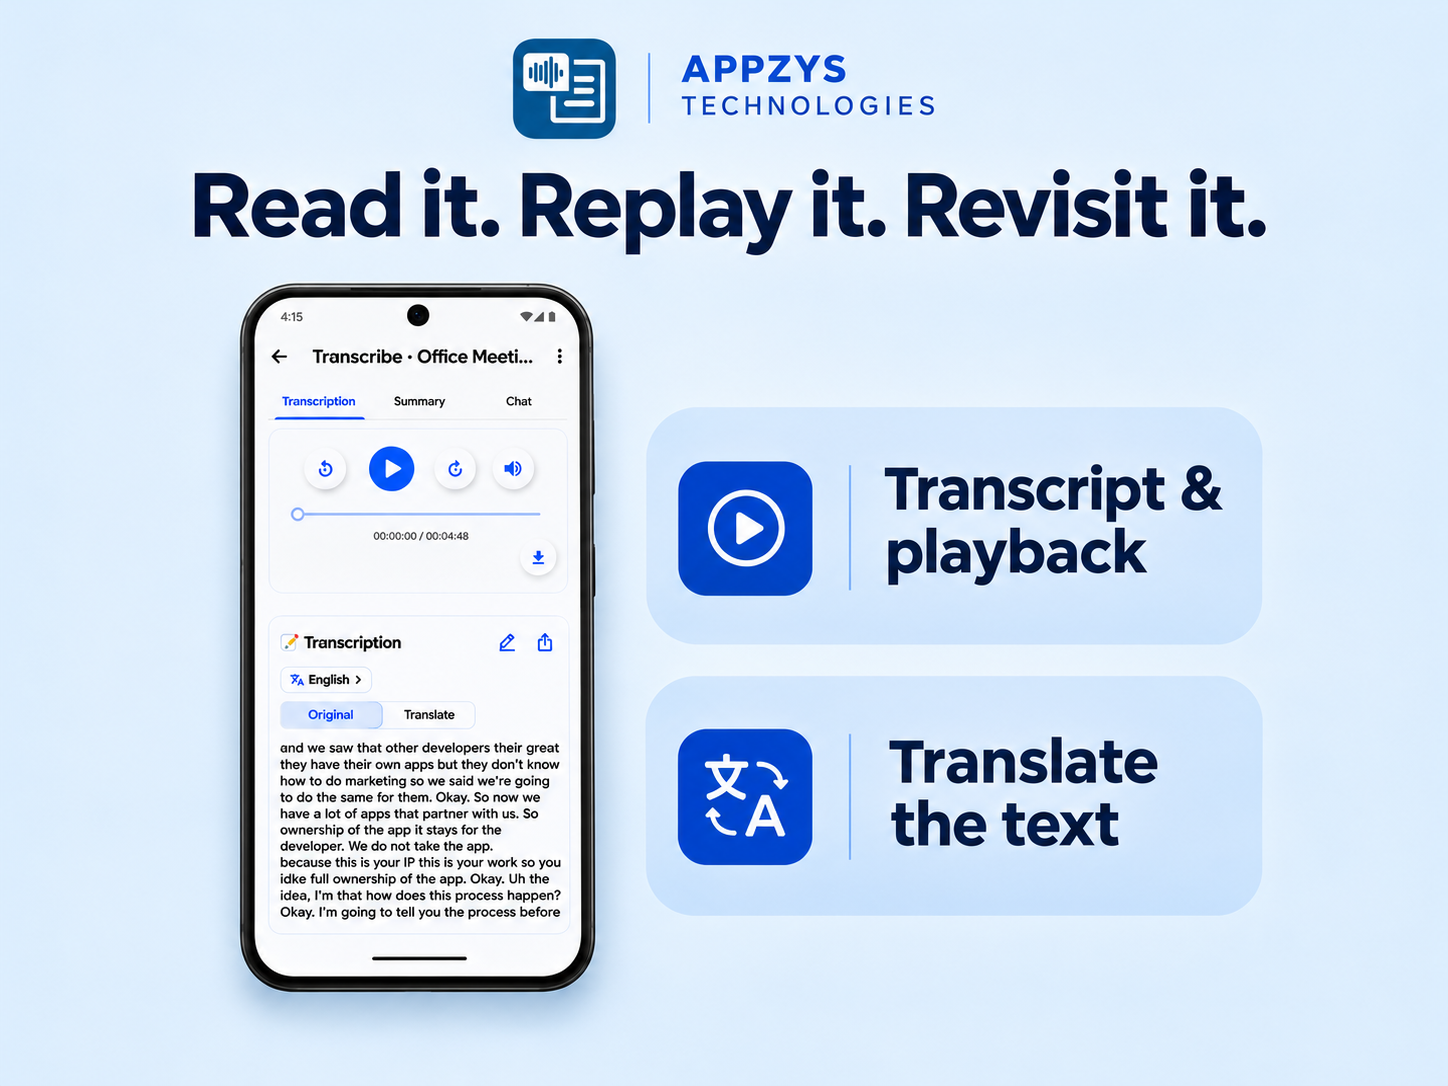 APPZYS
TECHNOLOGIES
Read it. Replay it. Revisit it.
4:15
Transcribe · Office Meeti...
Transcription
Summary
Chat
00:00:00 / 00:04:48
Transcription
文A English >
Original
Translate
and we saw that other developers their great
they have their own apps but they don't know
how to do marketing so we said we're going
to do the same for them. Okay. So now we
have a lot of apps that partner with us. So
ownership of the app it stays for the
developer. We do not take the app.
because this is your IP this is your work so you
idke full ownership of the app. Okay. Uh the
idea, I'm that how does this process happen?
Okay. I'm going to tell you the process before
Transcript &
playback
文
A
Translate
the text